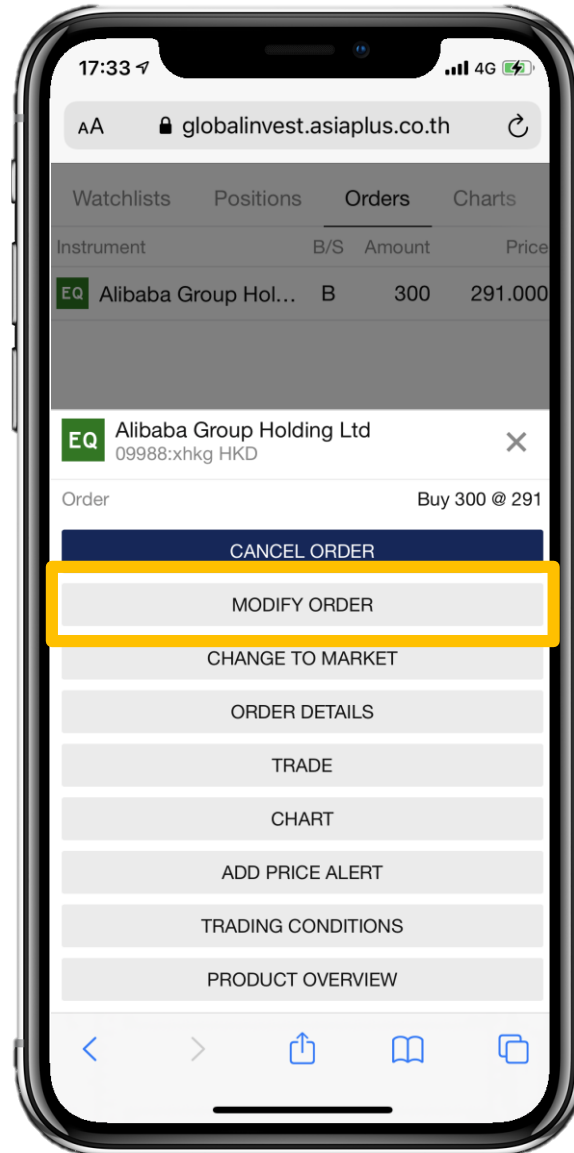 17:33
4G
AA globalinvest.asiaplus.co.th
Watchlists Positions Orders Charts
Instrument B/S Amount Price
EQ Alibaba Group Hol... B 300 291.000
EQ Alibaba Group Holding Ltd
09988:xhkg HKD
Order Buy 300 @ 291
CANCEL ORDER
MODIFY ORDER
CHANGE TO MARKET
ORDER DETAILS
TRADE
CHART
ADD PRICE ALERT
TRADING CONDITIONS
PRODUCT OVERVIEW